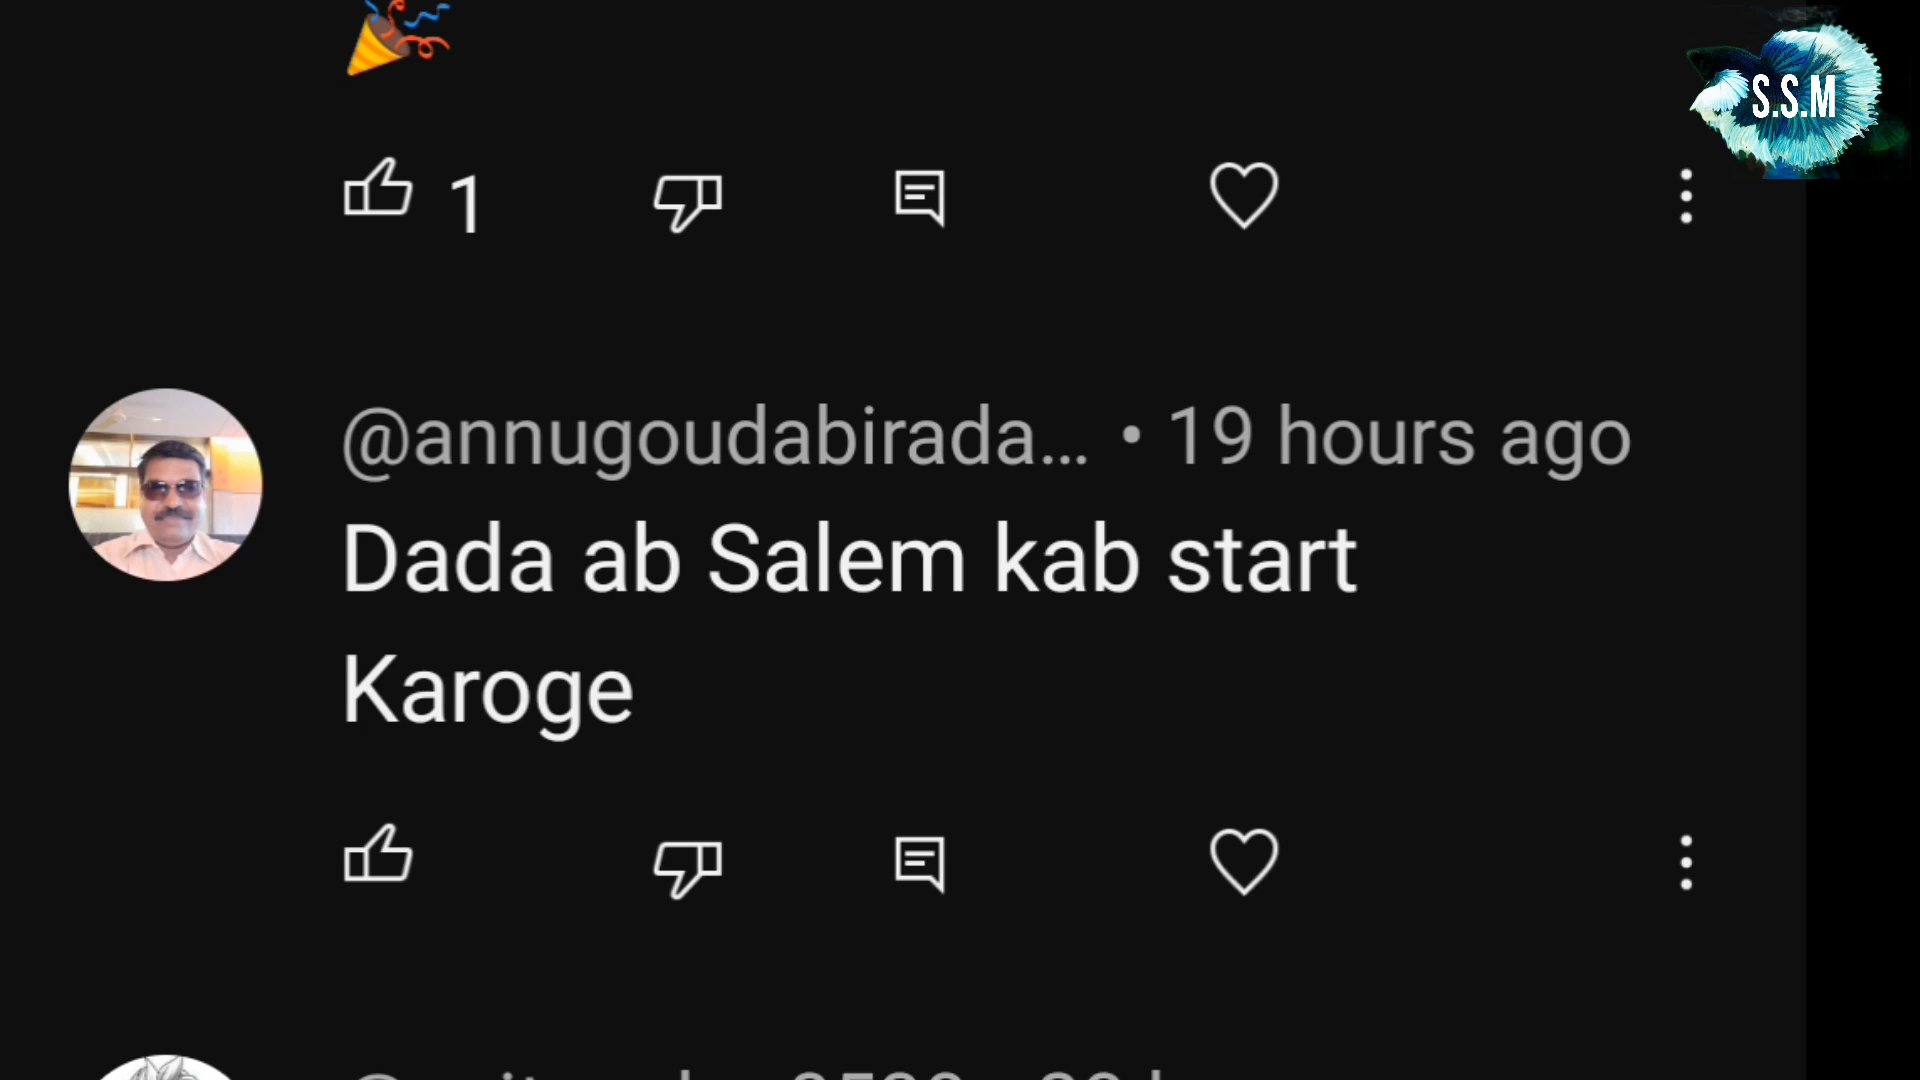 S.S.M
1
@annugoudabirada... • 19 hours ago
Dada ab Salem kab start
Karoge